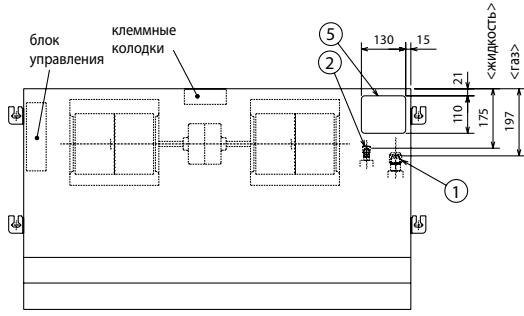 блок
управления
клеммные
колодки
5
2
130
15
21
110
175
<жидкость>
197
<газ>
1